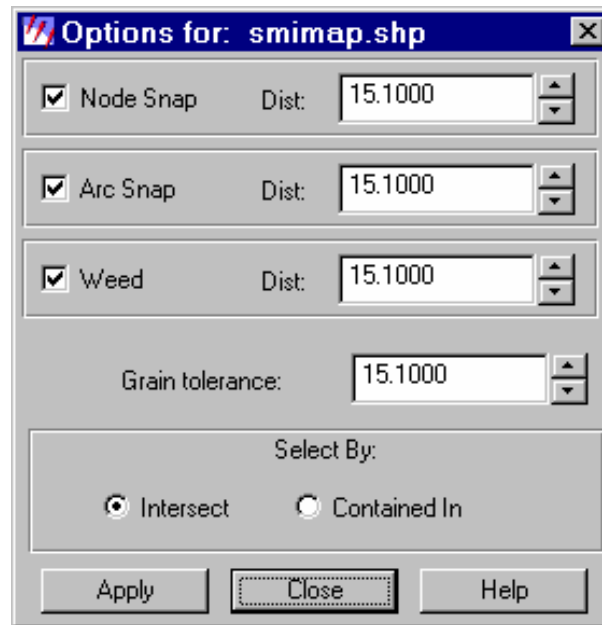 Options for: smimap.shp
Node Snap Dist: 15.1000
Arc Snap Dist: 15.1000
Weed Dist: 15.1000
Grain tolerance: 15.1000
Select By:
Intersect Contained In
Apply Close Help